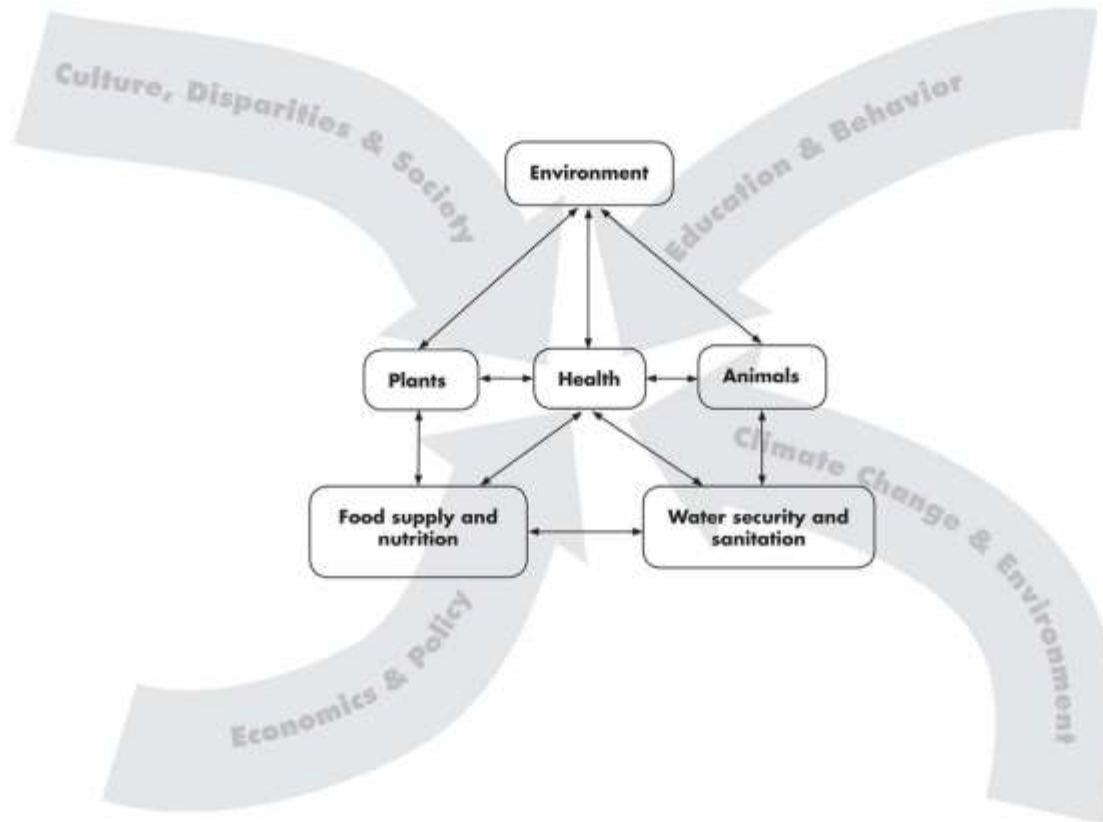 Culture, Disparities & Society
Education & Behavior
Environment
Plants
Health
Animals
Climate Change & Environment
Food supply and
nutrition
Water security and
sanitation
Economics & Policy